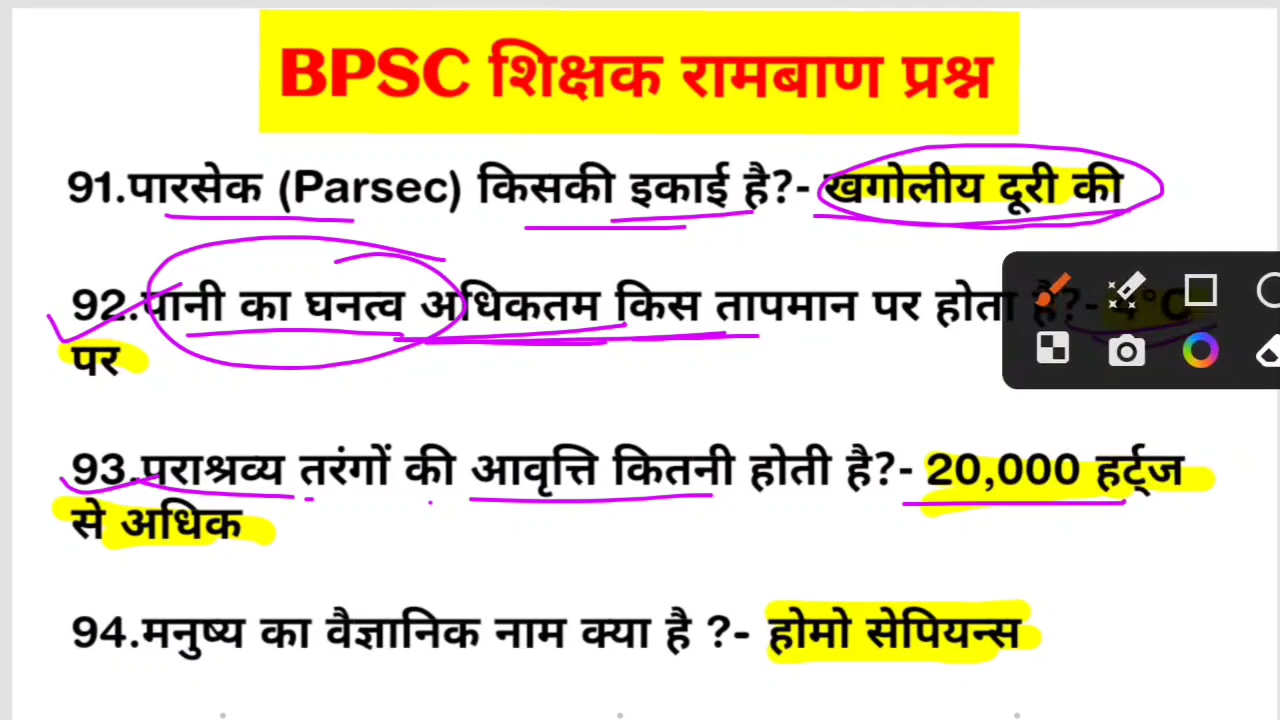 BPSC शिक्षक रामबाण प्रश्न
91.पारसेक (Parsec) किसकी इकाई है?- खगोलीय दूरी की
92.पानी का घनत्व अधिकतम किस तापमान पर होता है?- 4°C
पर
93.पराश्रव्य तरंगों की आवृत्ति कितनी होती है?- 20,000 हर्ट्ज
से अधिक
94.मनुष्य का वैज्ञानिक नाम क्या है ?- होमो सेपियन्स